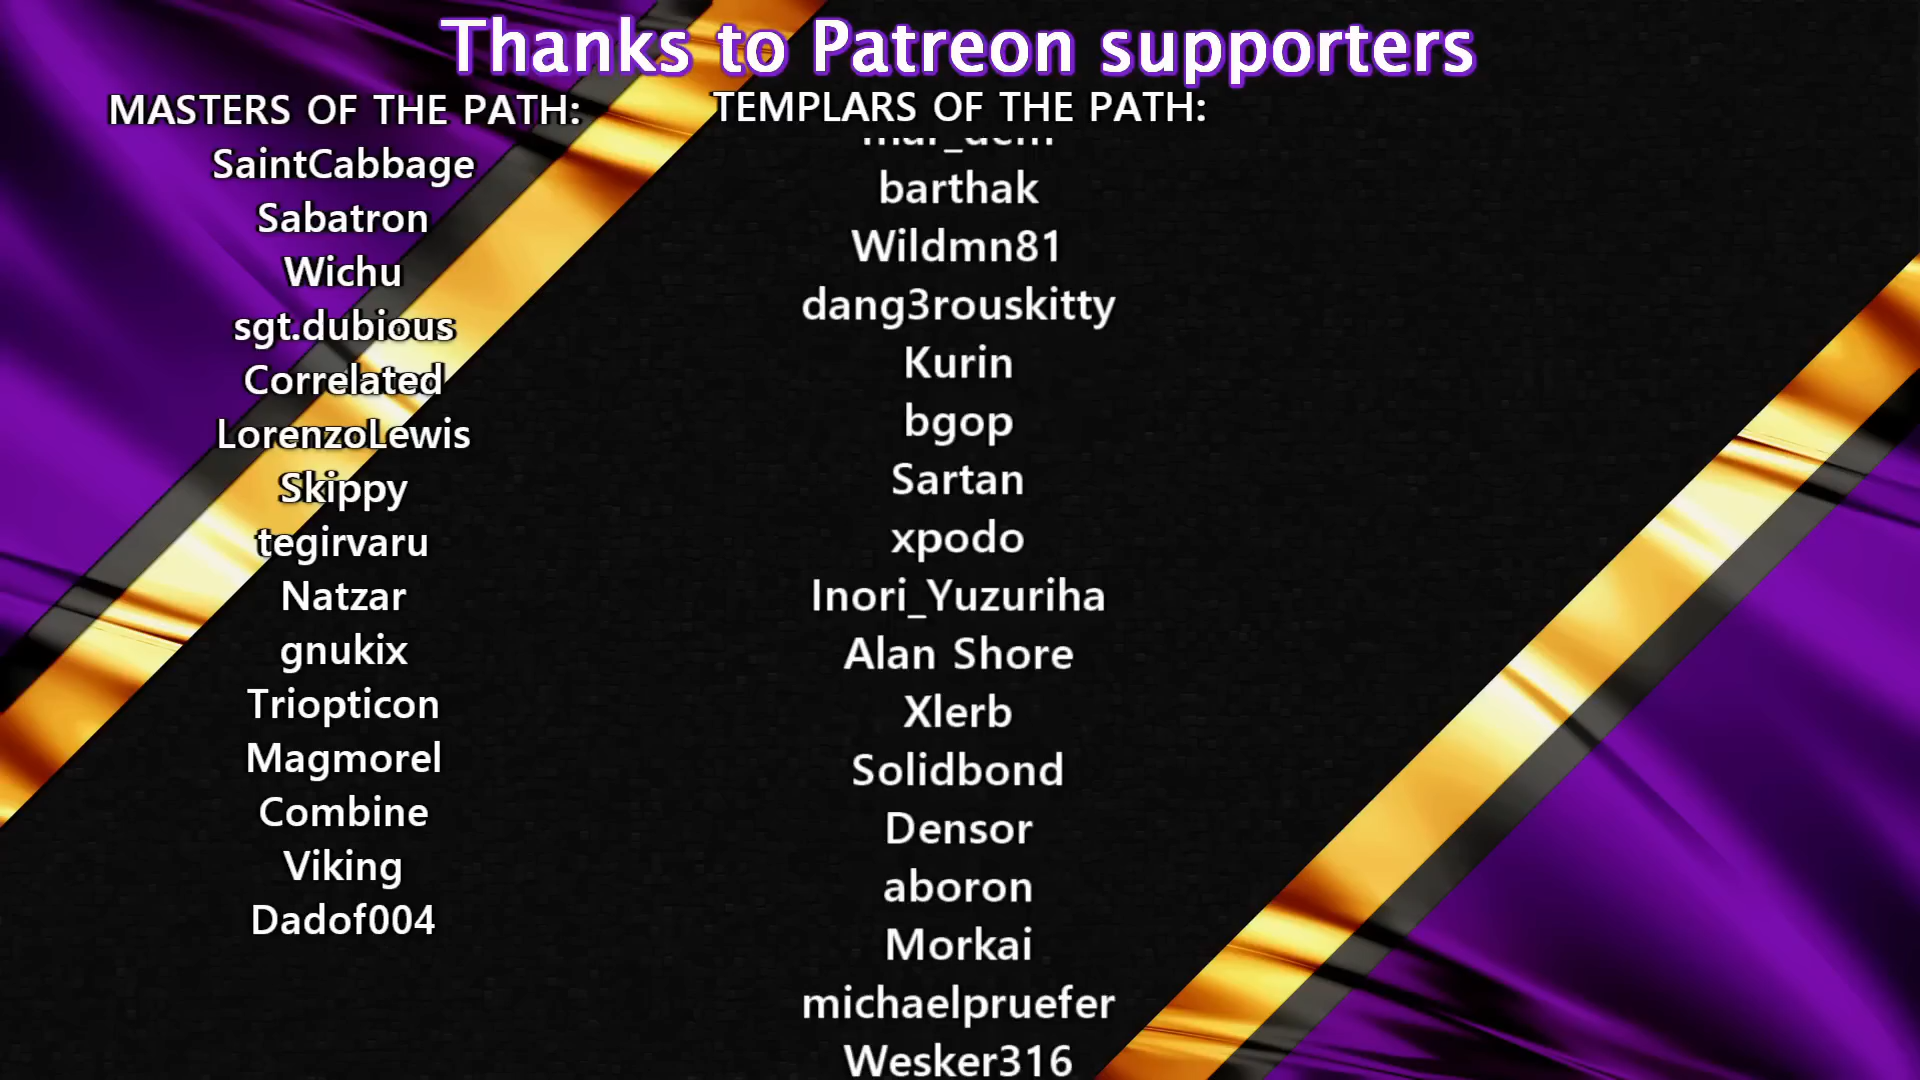 Thanks to Patreon supporters
MASTERS OF THE PATH:
SaintCabbage
Sabatron
Wichu
sgt.dubious
Correlated
LorenzoLewis
Skippy
tegirvaru
Natzar
gnukix
Triopticon
Magmorel
Combine
Viking
Dadof004
TEMPLARS OF THE PATH:
barthak
Wildmn81
dang3rouskitty
Kurin
bgop
Sartan
xpodo
Inori_Yuzuriha
Alan Shore
Xlerb
Solidbond
Densor
aboron
Morkai
michaelpruefer
Wesker316